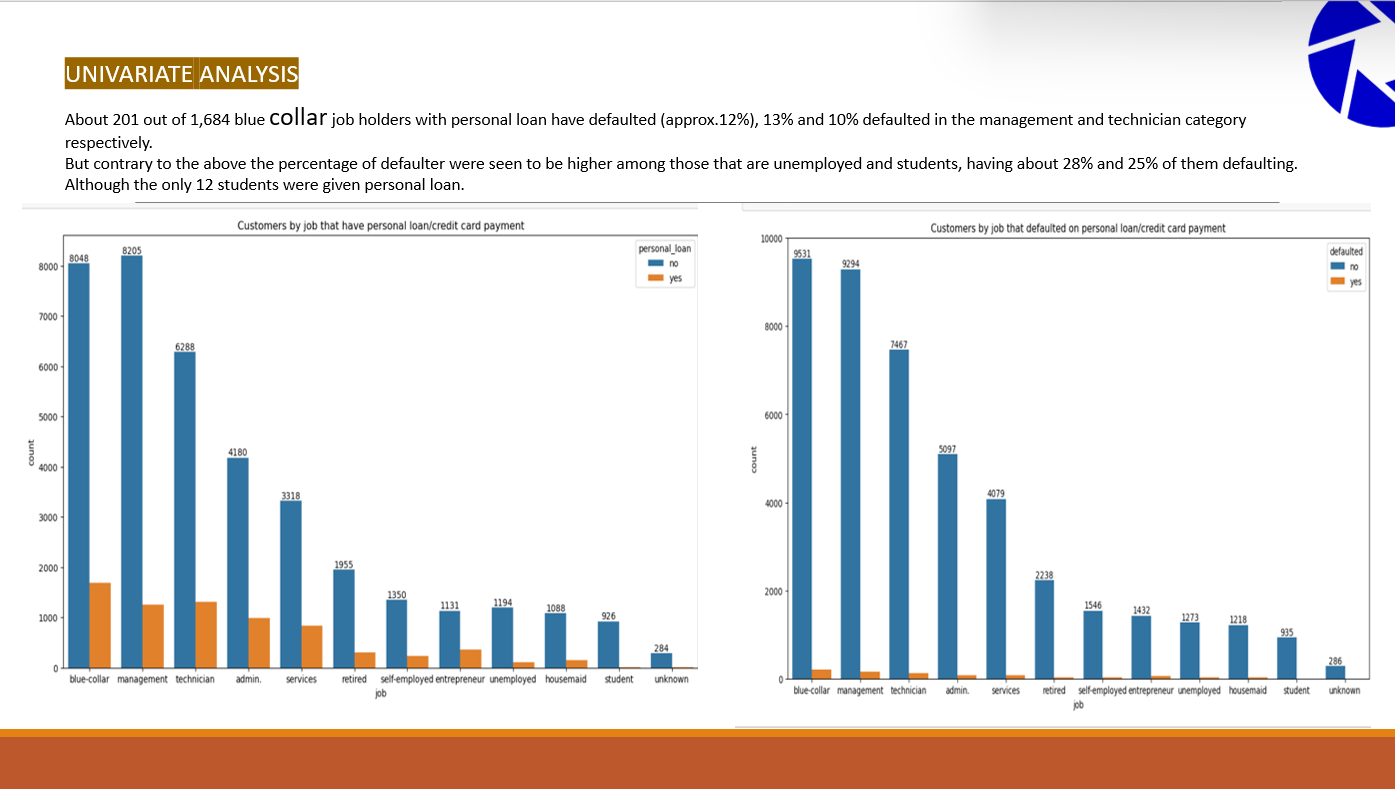 UNIVARIATE ANALYSIS
About 201 out of 1,684 blue collar job holders with personal loan have defaulted (approx.12%), 13% and 10% defaulted in the management and technician category
respectively.
But contrary to the above the percentage of defaulter were seen to be higher among those that are unemployed and students, having about 28% and 25% of them defaulting.
Although the only 12 students were given personal loan.
Customers by job that have personal loan/credit card payment
personal_loan
no
yes
count
8000
7000
6000
5000
4000
3000
2000
1000
0
8048
8205
6288
4180
3318
1955
1350
1131
1194
1088
926
284
blue-collar management technician admin. services retired self-employed entrepreneur unemployed housemaid student unknown
job
Customers by job that defaulted on personal loan/credit card payment
defaulted
no
yes
count
10000
8000
6000
4000
2000
0
9531
9294
7467
5097
4079
2238
1546
1432
1273
1218
935
286
blue-collar management technician admin. services retired self-employed entrepreneur unemployed housemaid student unknown
job